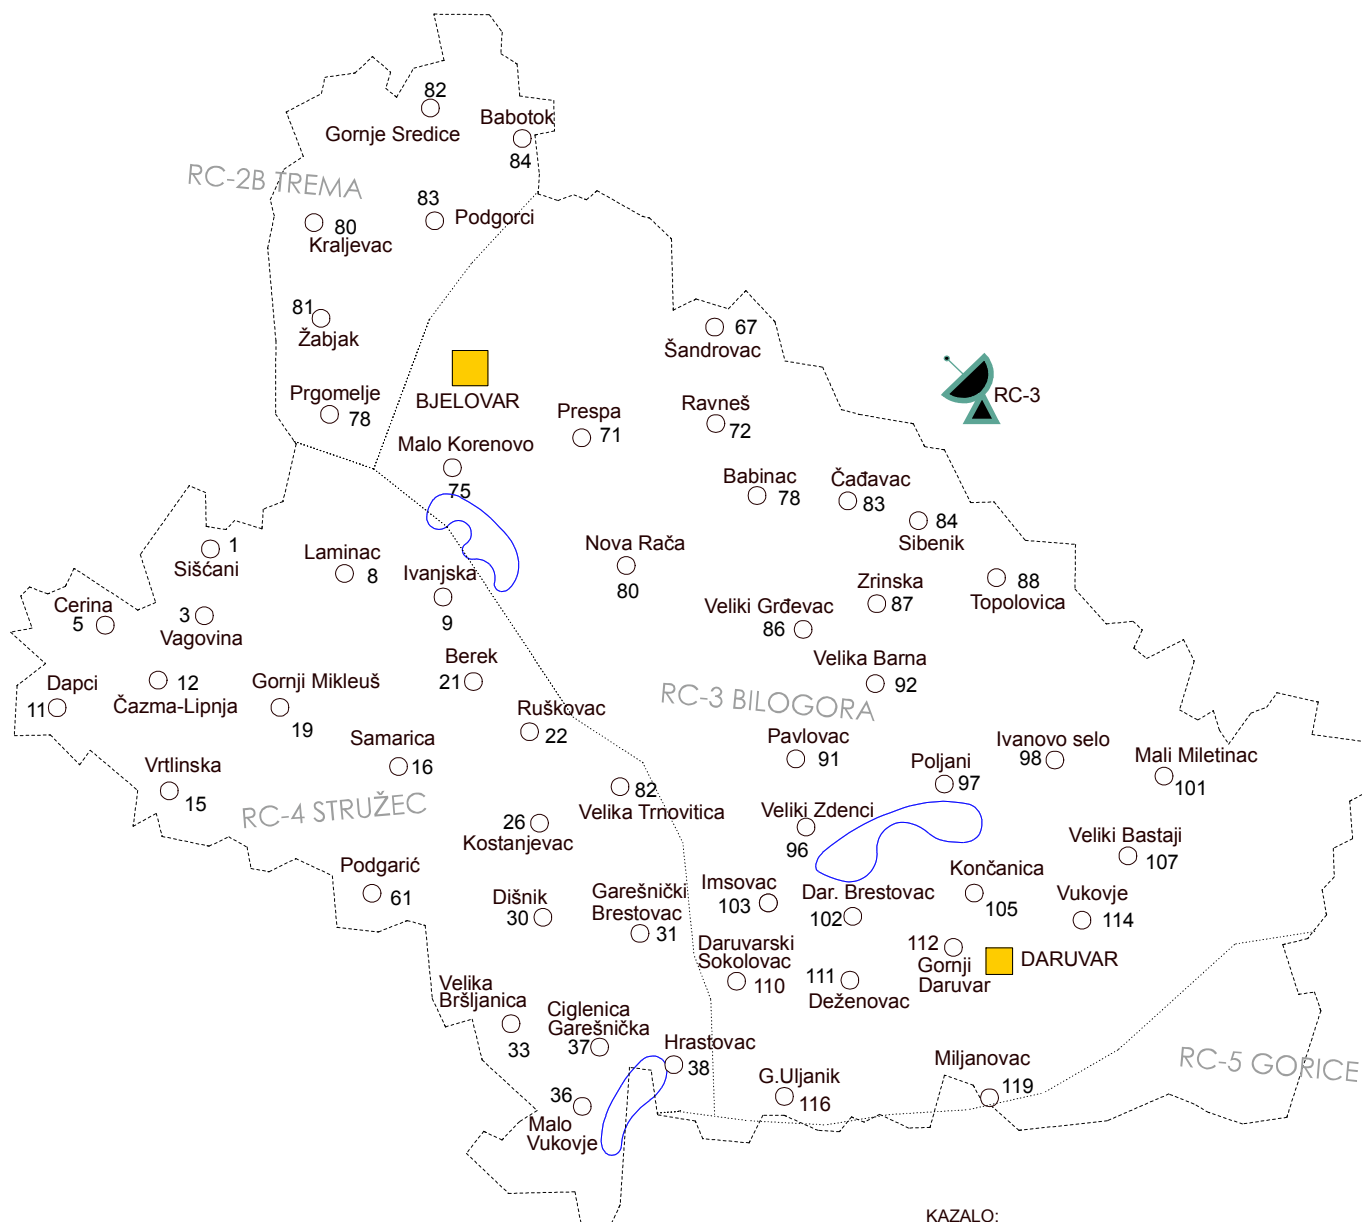 82
Gornje Sredice
Babotok
84
RC-2B TREMA
83
Podgorci
80
Kraljevac
81
Žabjak
67
Šandrovac
RC-3
BJELOVAR
Prgomelje
78
Prespa
71
Ravneš
72
Malo Korenovo
75
Babinac
78
Čađavac
83
84
Sibenik
1
Sišćani
Laminac
8
Ivanjska
9
Nova Rača
80
Zrinska
87
88
Topolovica
Cerina
5
3
Vagovina
Veliki Grđevac
86
Berek
21
Velika Barna
92
Dapci
11
12
Čazma-Lipnja
Gornji Mikleuš
19
RC-3 BILOGORA
Ruškovac
22
Samarica
16
Pavlovac
91
Ivanovo selo
98
Mali Miletinac
101
Poljani
97
Vrtlinska
15
RC-4 STRUŽEC
82
Velika Trnovitica
Veliki Zdenci
96
26
Kostanjevac
Veliki Bastaji
107
Podgarić
61
Dišnik
30
Garešnički
Brestovac
31
Imsovac
103
Dar. Brestovac
102
Končanica
105
Vukovje
114
Daruvarski
Sokolovac
110
111
Deženovac
112
Gornji
Daruvar
DARUVAR
Velika
Bršljanica
33
Ciglenica
Garešnička
37
Hrastovac
38
Miljanovac
119
RC-5 GORICE
G.Uljanik
116
36
Malo
Vukovje
KAZALO: